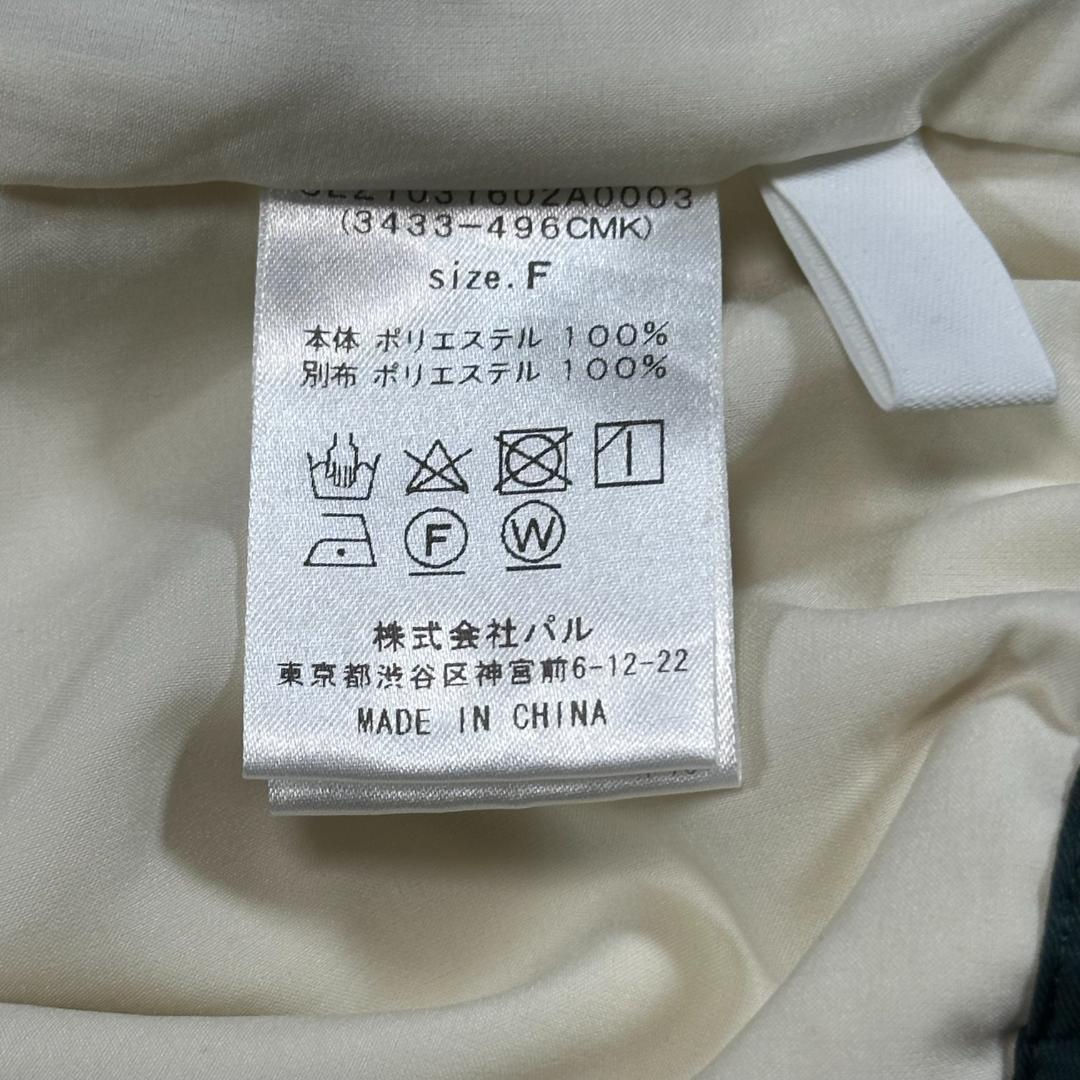 (3433-496CMK)
size.F
本体 ポリエステル 100%
別布 ポリエステル 100%
F W
株式会社パル
東京都渋谷区神宮前6-12-22
MADE IN CHINA